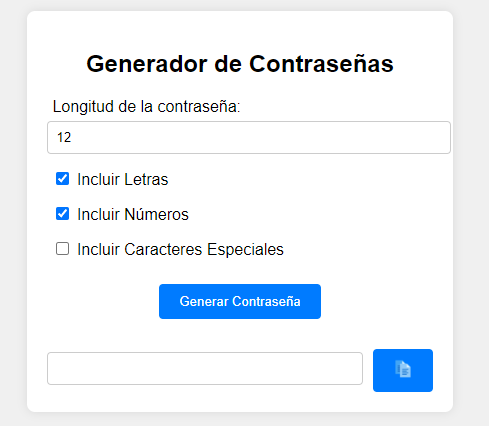 Generador de Contraseñas
Longitud de la contraseña:
12
Incluir Letras
Incluir Números
Incluir Caracteres Especiales
Generar Contraseña